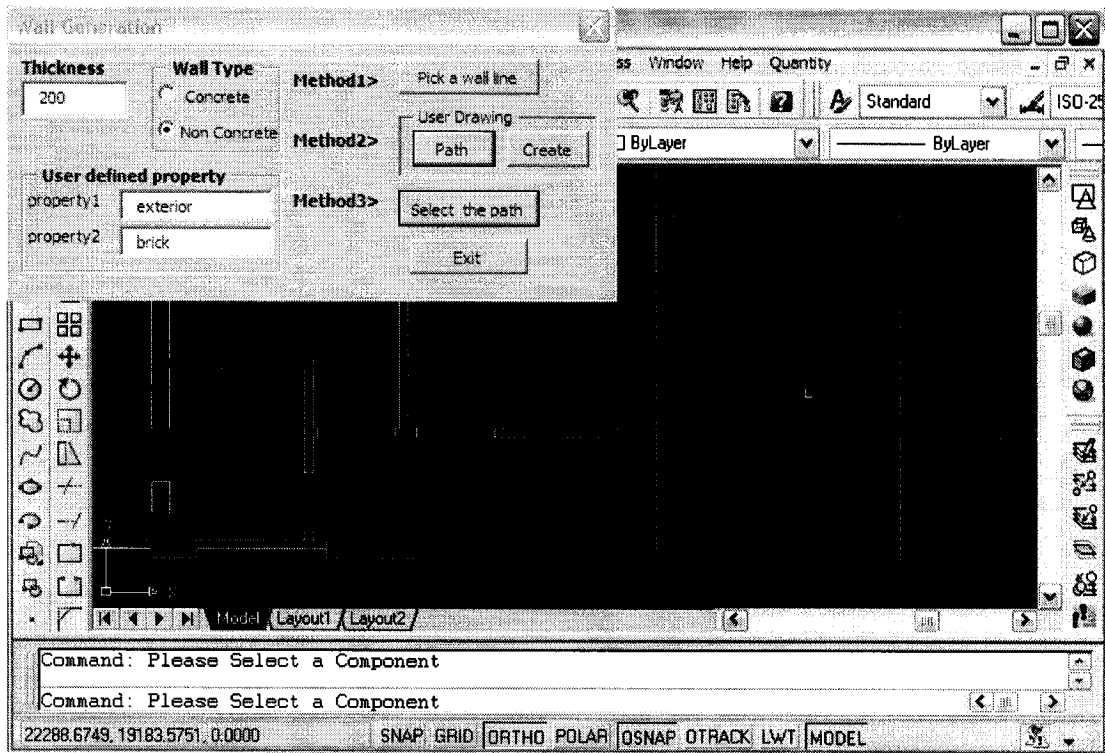 Wall Generation
Thickness
200
Wall Type
Concrete
Non Concrete
User defined property
property1 exterior
property2 brick
Method1> Pick a wall line
User Drawing
Method2> Path Create
Method3> Select the path
Exit
ss Window Help Quantity
Standard ISO-25
ByLayer ByLayer
Model Layout1 Layout2
Command: Please Select a Component
Command: Please Select a Component
22288.6749, 19183.5751, 0.0000 SNAP GRID ORTHO POLAR OSNAP OTRACK LWT MODEL